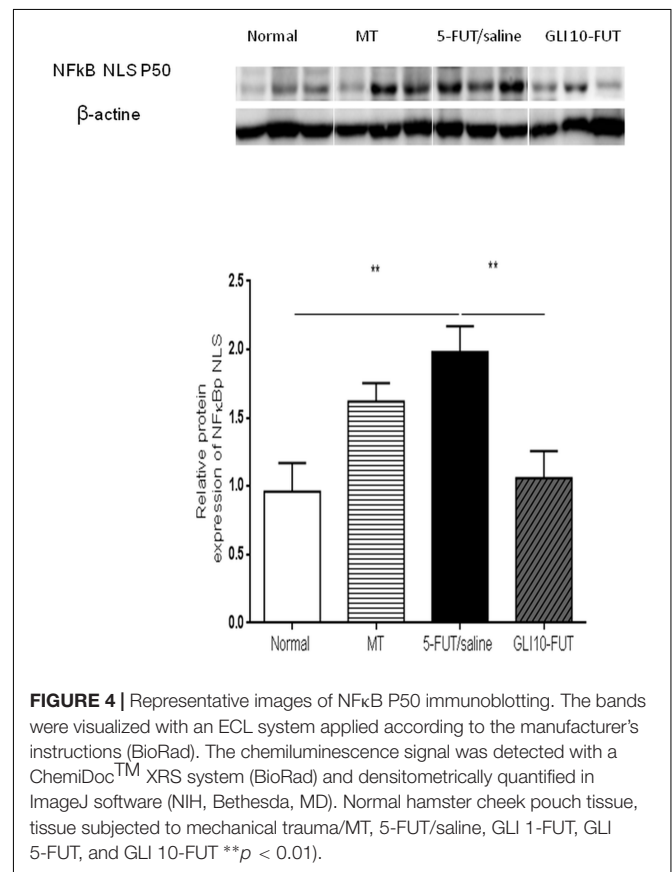 Normal MT 5-FUT/saline GLI10-FUT
NFkB NLS P50
β-actine
** **
2.5
2.0
1.5
1.0
0.5
0.0
Relative protein
expression of NFκBp NLS
Normal MT 5-FUT/saline GLI10-FUT
FIGURE 4 | Representative images of NFκB P50 immunoblotting. The bands
were visualized with an ECL system applied according to the manufacturer's
instructions (BioRad). The chemiluminescence signal was detected with a
ChemiDoc™ XRS system (BioRad) and densitometrically quantified in
ImageJ software (NIH, Bethesda, MD). Normal hamster cheek pouch tissue,
tissue subjected to mechanical trauma/MT, 5-FUT/saline, GLI 1-FUT, GLI
5-FUT, and GLI 10-FUT **p < 0.01).